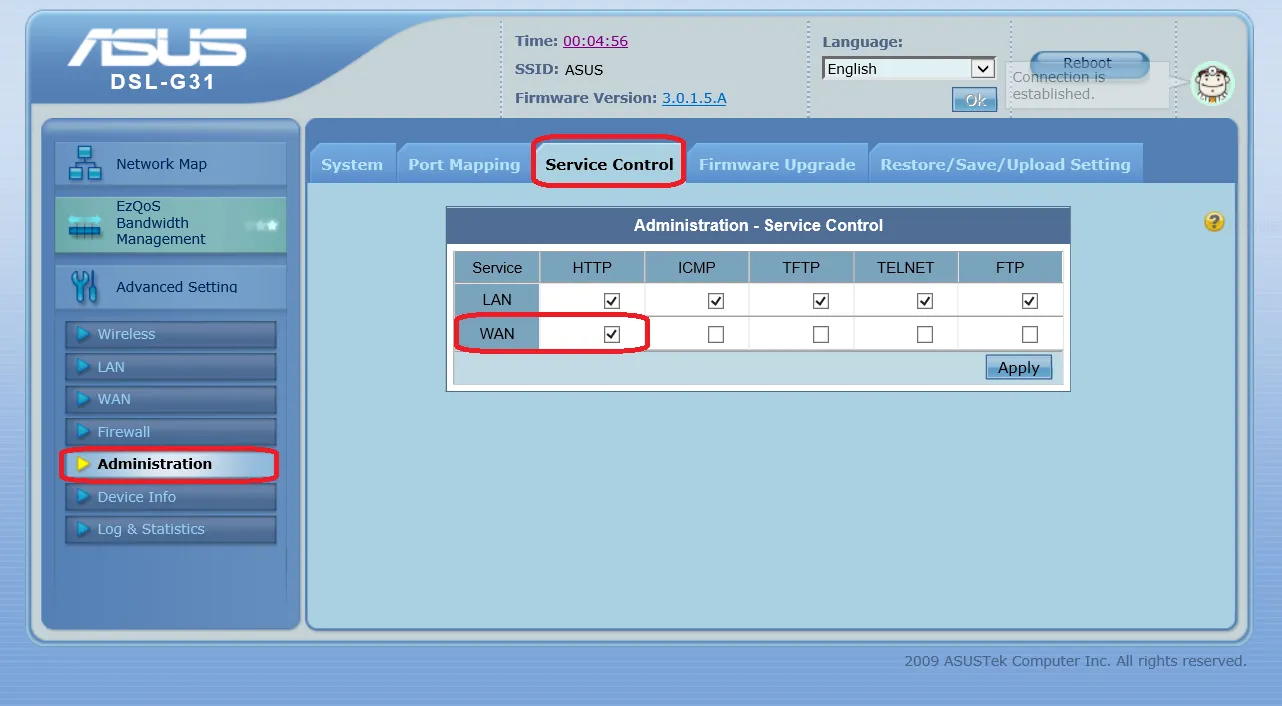 ASUS
DSL-G31
Time: 00:04:56
SSID: ASUS
Firmware Version: 3.0.1.5.A
Language:
English
Ok
Reboot
Connection is
established.
Network Map
EzQoS
Bandwidth
Management
Advanced Setting
Wireless
LAN
WAN
Firewall
Administration
Device Info
Log & Statistics
System Port Mapping Service Control Firmware Upgrade Restore/Save/Upload Setting
?
Administration - Service Control
Service HTTP ICMP TFTP TELNET FTP
LAN
WAN
Apply
2009 ASUSTek Computer Inc. All rights reserved.